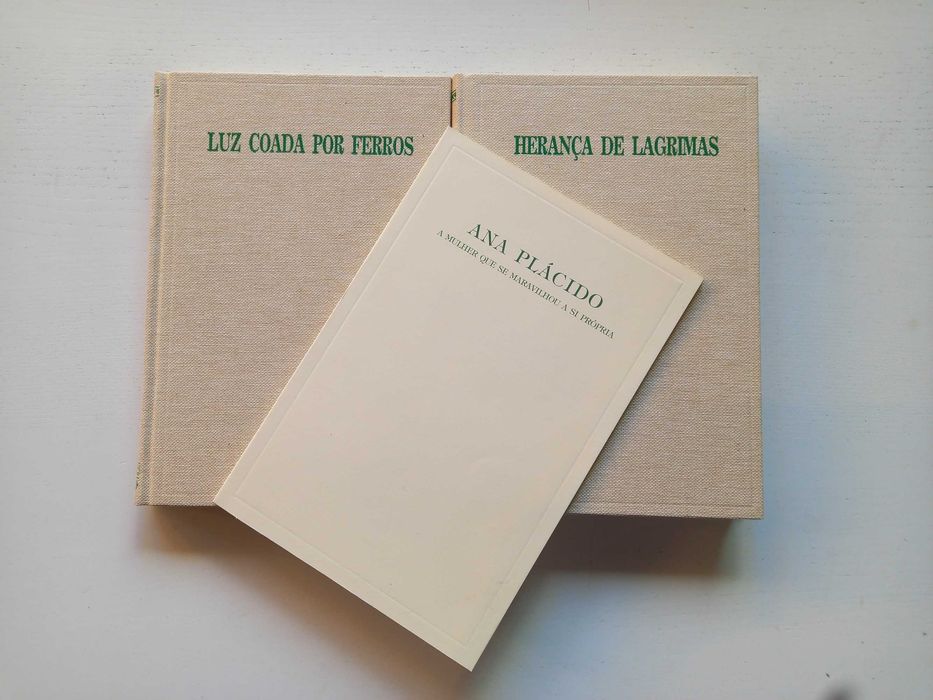 LUZ COADA POR FERROS
HERANÇA DE LAGRIMAS
ANA PLÁCIDO
A MULHER QUE SE MARAVILHOU A SI PRÓPRIA